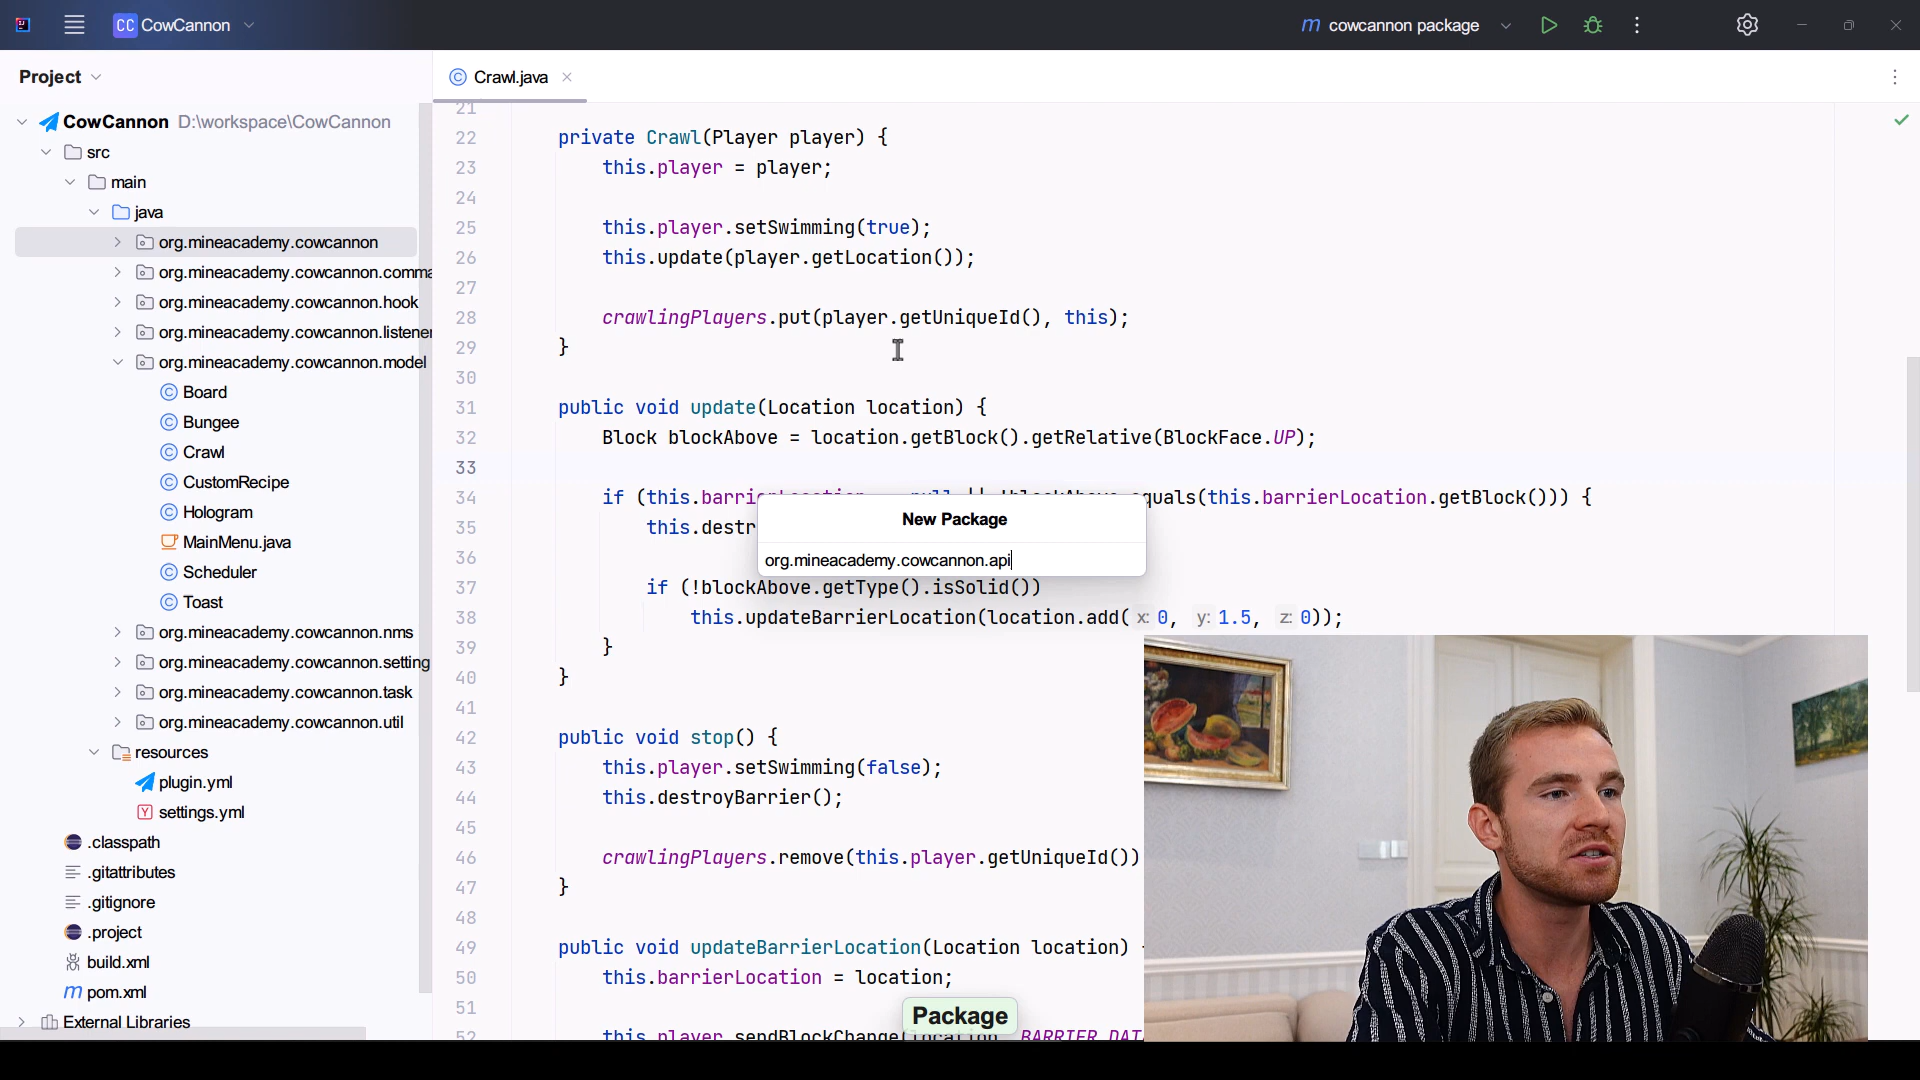 CC CowCannon
cowcannon package
Project
Crawl.java
CowCannon D:\workspace\CowCannon
src
main
java
org.mineacademy.cowcannon
org.mineacademy.cowcannon.comma
org.mineacademy.cowcannon.hook
org.mineacademy.cowcannon.listener
org.mineacademy.cowcannon.model
Board
Bungee
Crawl
CustomRecipe
Hologram
MainMenu.java
Scheduler
Toast
org.mineacademy.cowcannon.nms
org.mineacademy.cowcannon.setting
org.mineacademy.cowcannon.task
org.mineacademy.cowcannon.util
resources
plugin.yml
settings.yml
.classpath
.gitattributes
.gitignore
.project
build.xml
pom.xml
External Libraries
21
22 private Crawl(Player player) {
23 this.player = player;
24
25 this.player.setSwimming(true);
26 this.update(player.getLocation());
27
28 crawlingPlayers.put(player.getUniqueId(), this);
29 }
30
31 public void update(Location location) {
32 Block blockAbove = location.getBlock().getRelative(BlockFace.UP);
33
34 if (this. quals(this.barrierLocation.getBlock())) {
35 this.destr
36
37 if (!blockAbove.getType().isSolid())
38 this.updateBarrierLocation(location.add( x: 0, y: 1.5, z: 0));
39 }
40 }
41
42 public void stop() {
43 this.player.setSwimming(false);
44 this.destroyBarrier();
45
46 crawlingPlayers.remove(this.player.getUniqueId())
47 }
48
49 public void updateBarrierLocation(Location location)
50 this.barrierLocation = location;
51
52 this.player.sendBlockChange(location, BARRIER_DAT
New Package
org.mineacademy.cowcannon.api
Package